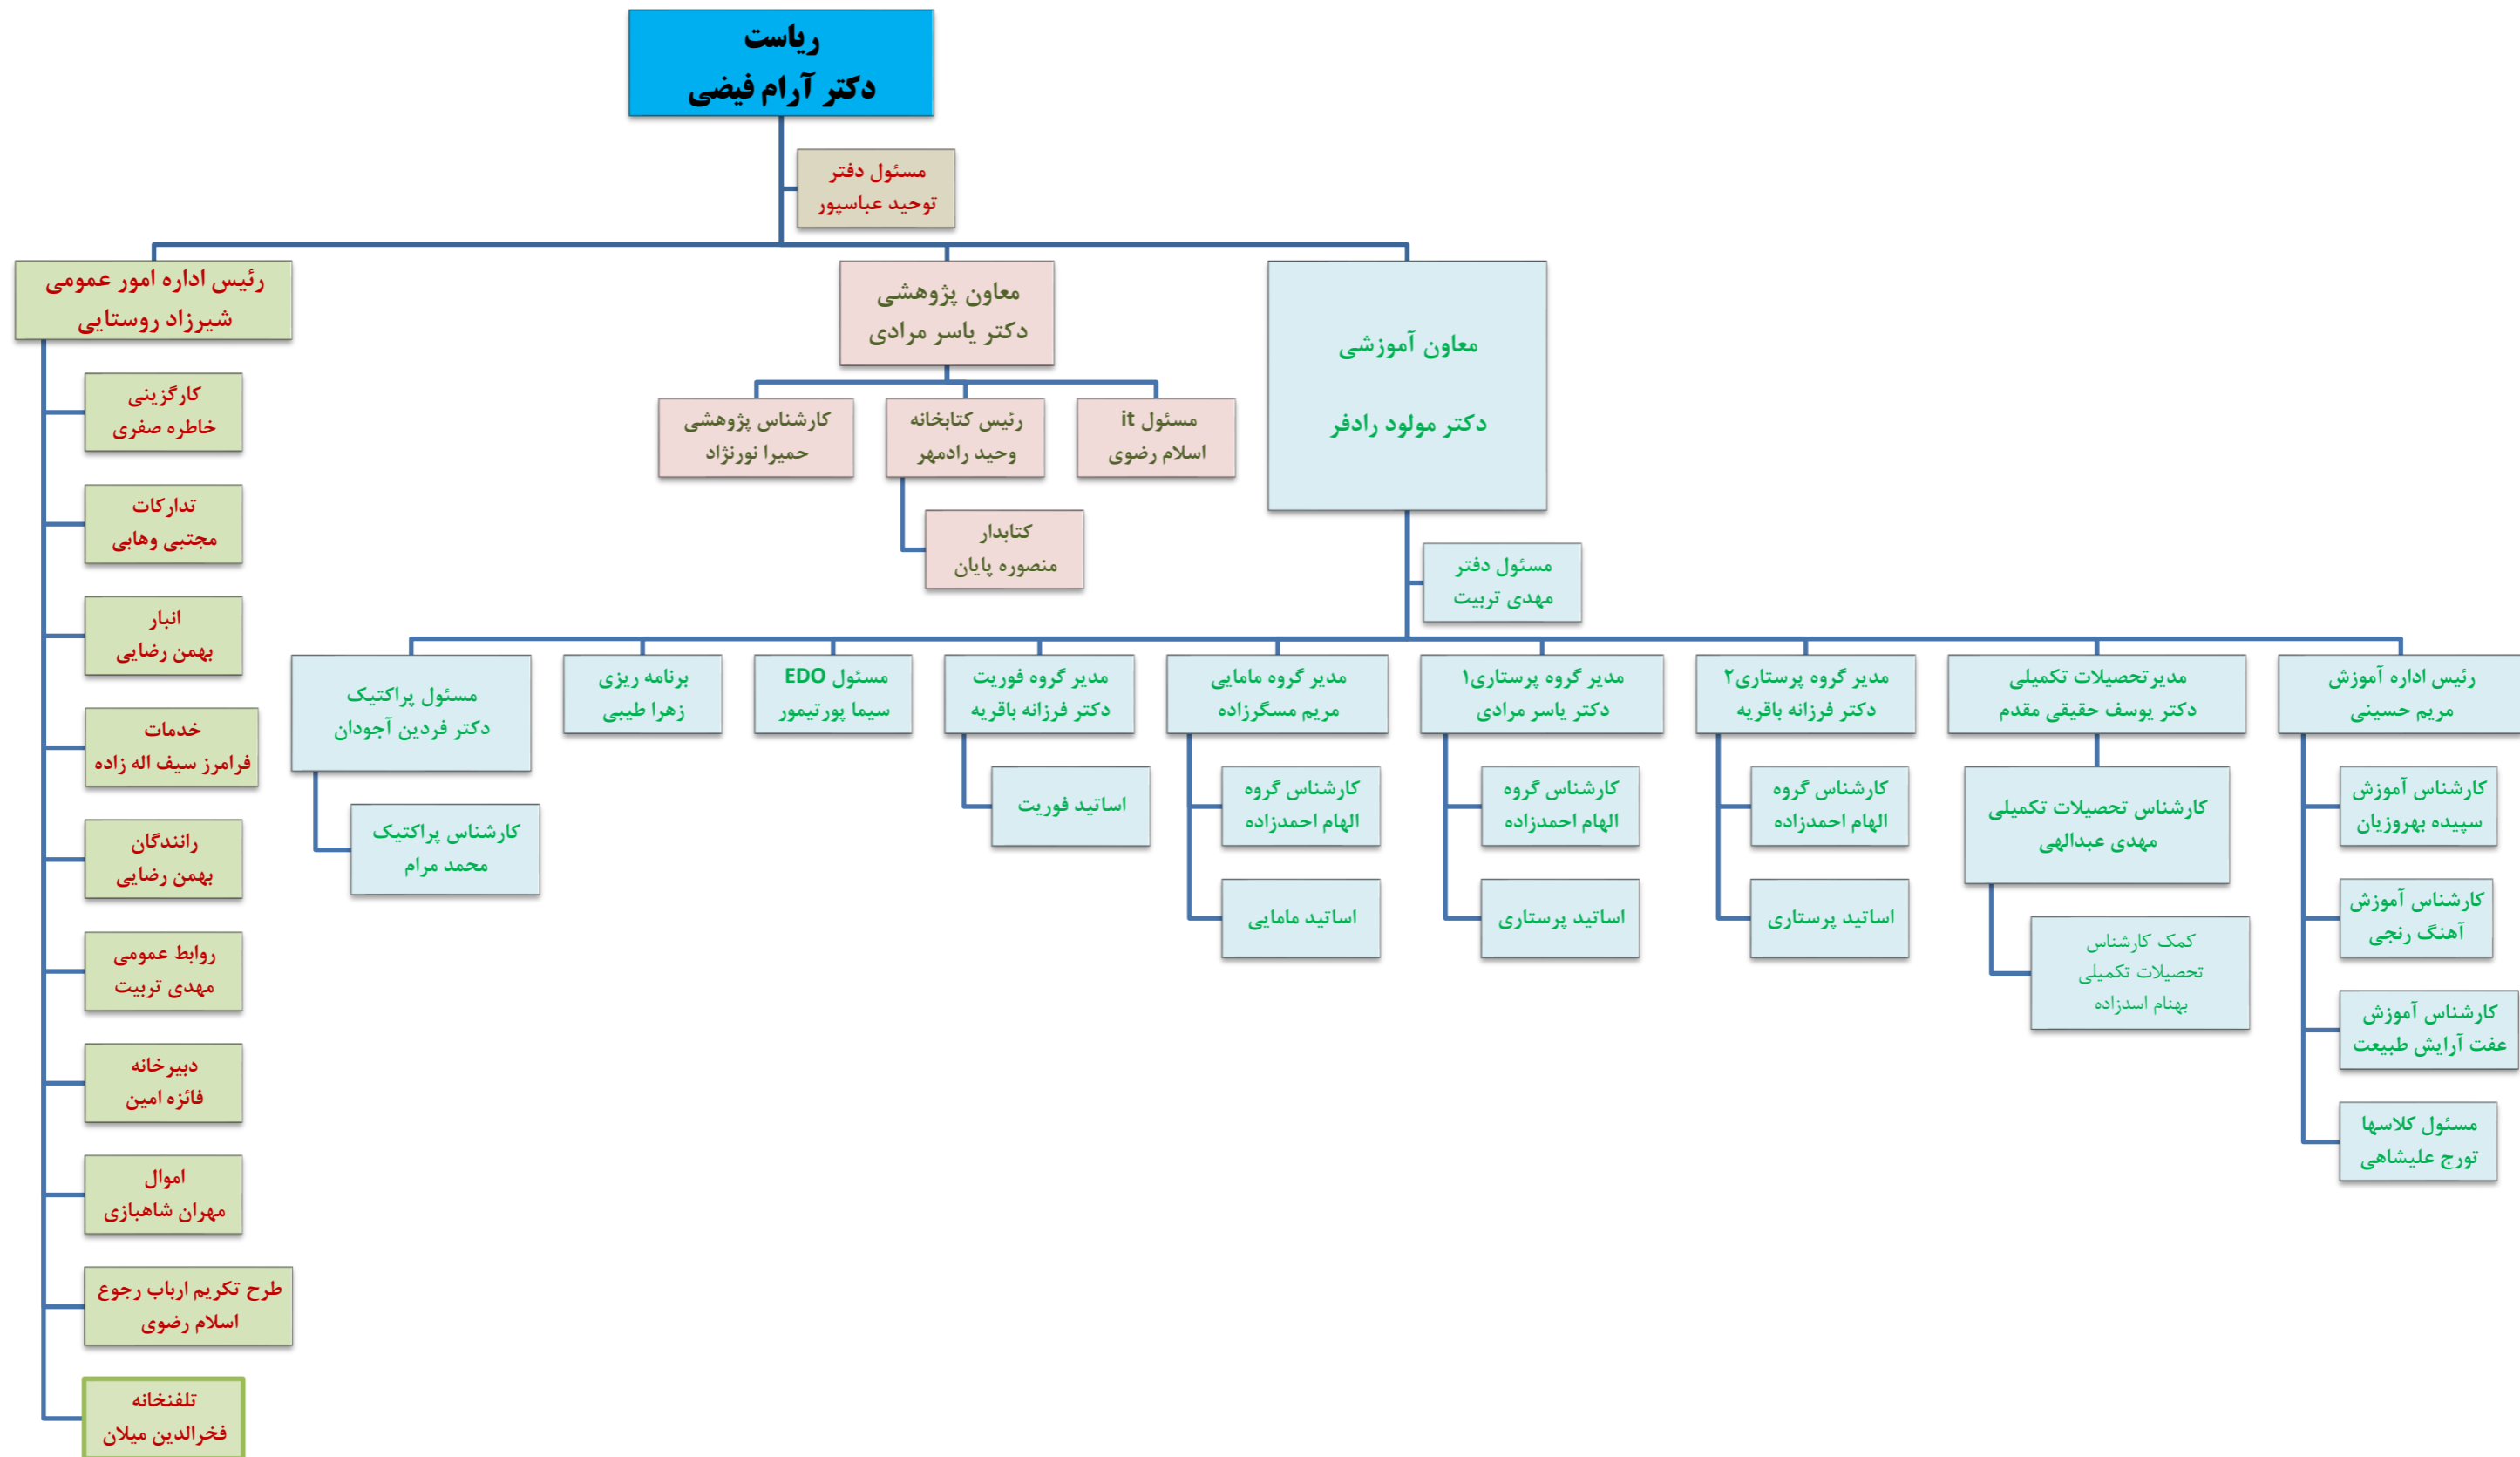 ریاست
دکتر آرام فیضی
مسئول دفتر
توحید عباسپور
معاون آموزشی
دکتر مولود رادفر
معاون پژوهشی
دکتر یاسر مرادی
رئیس اداره امور عمومی
شیرزاد روستایی
مسئول it
اسلام رضوی
رئیس کتابخانه
وحید رادمهر
کارشناس پژوهشی
حمیرا نورنژاد
کتابدار
منصوره پایان
مسئول دفتر
مهدی تربیت
رئیس اداره آموزش
مریم حسینی
کارشناس آموزش
سپیده بهروزیان
کارشناس آموزش
آهنگ رنجی
کارشناس آموزش
عفت آرایش طبیعت
مسئول کلاسها
تورج علیشاهی
مدیرتحصیلات تکمیلی
دکتر یوسف حقیقی مقدم
کارشناس تحصیلات تکمیلی
مهدی عبدالهی
کمک کارشناس
تحصیلات تکمیلی
بهنام اسدزاده
مدیر گروه پرستاری۲
دکتر فرزانه باقریه
کارشناس گروه
الهام احمدزاده
اساتید پرستاری
مدیر گروه پرستاری۱
دکتر یاسر مرادی
کارشناس گروه
الهام احمدزاده
اساتید پرستاری
مدیر گروه مامایی
مریم مسگرزاده
کارشناس گروه
الهام احمدزاده
اساتید مامایی
مدیر گروه فوریت
دکتر فرزانه باقریه
اساتید فوریت
مسئول EDO
سیما پورتیمور
برنامه ریزی
زهرا طیبی
مسئول پراکتیک
دکتر فردین آجودان
کارشناس پراکتیک
محمد مرام
کارگزینی
خاطره صفری
تدارکات
مجتبی وهابی
انبار
بهمن رضایی
خدمات
فرامرز سیف اله زاده
رانندگان
بهمن رضایی
روابط عمومی
مهدی تربیت
دبیرخانه
فائزه امین
اموال
مهران شاهبازی
طرح تکریم ارباب رجوع
اسلام رضوی
تلفنخانه
فخرالدین میلان